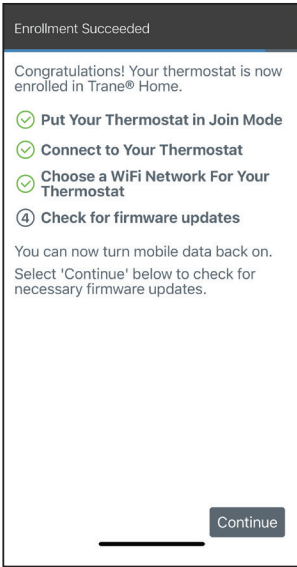 Enrollment Succeeded
Congratulations! Your thermostat is now
enrolled in Trane® Home.
Put Your Thermostat in Join Mode
Connect to Your Thermostat
Choose a WiFi Network For Your
Thermostat
4 Check for firmware updates
You can now turn mobile data back on.
Select 'Continue' below to check for
necessary firmware updates.
Continue